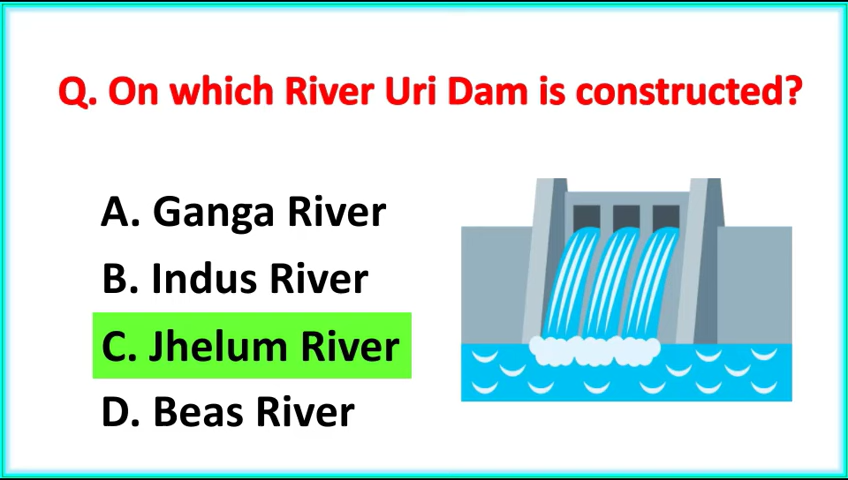 Q. On which River Uri Dam is constructed?
A. Ganga River
B. Indus River
C. Jhelum River
D. Beas River